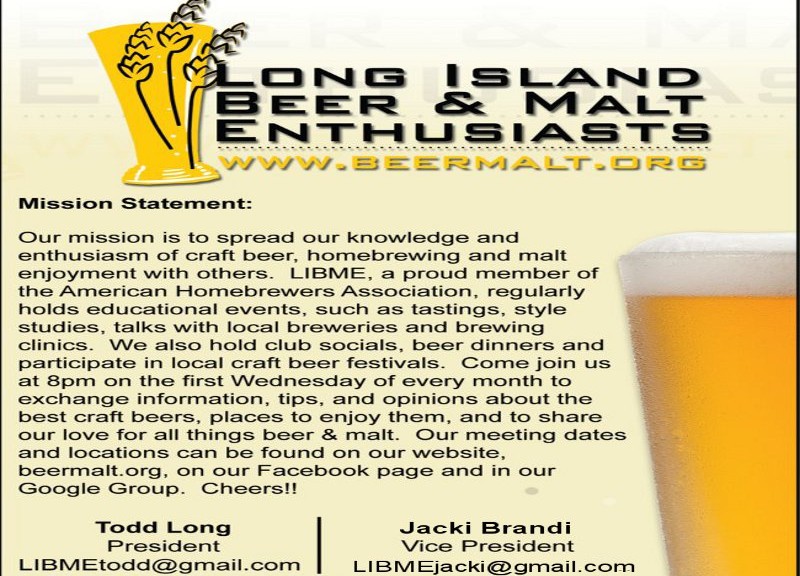 Long Island
Beer & Malt
Enthusiasts
www.beermalt.org
Mission Statement:
Our mission is to spread our knowledge and
enthusiasm of craft beer, homebrewing and malt
enjoyment with others.  LIBME, a proud member of
the American Homebrewers Association, regularly
holds educational events, such as tastings, style
studies, talks with local breweries and brewing
clinics.  We also hold club socials, beer dinners and
participate in local craft beer festivals.  Come join us
at 8pm on the first Wednesday of every month to
exchange information, tips, and opinions about the
best craft beers, places to enjoy them, and to share
our love for all things beer & malt.  Our meeting dates
and locations can be found on our website,
beermalt.org, on our Facebook page and in our
Google Group.  Cheers!!
Todd Long
President
LIBMEtodd@gmail.com
Jacki Brandi
Vice President
LIBMEjacki@gmail.com